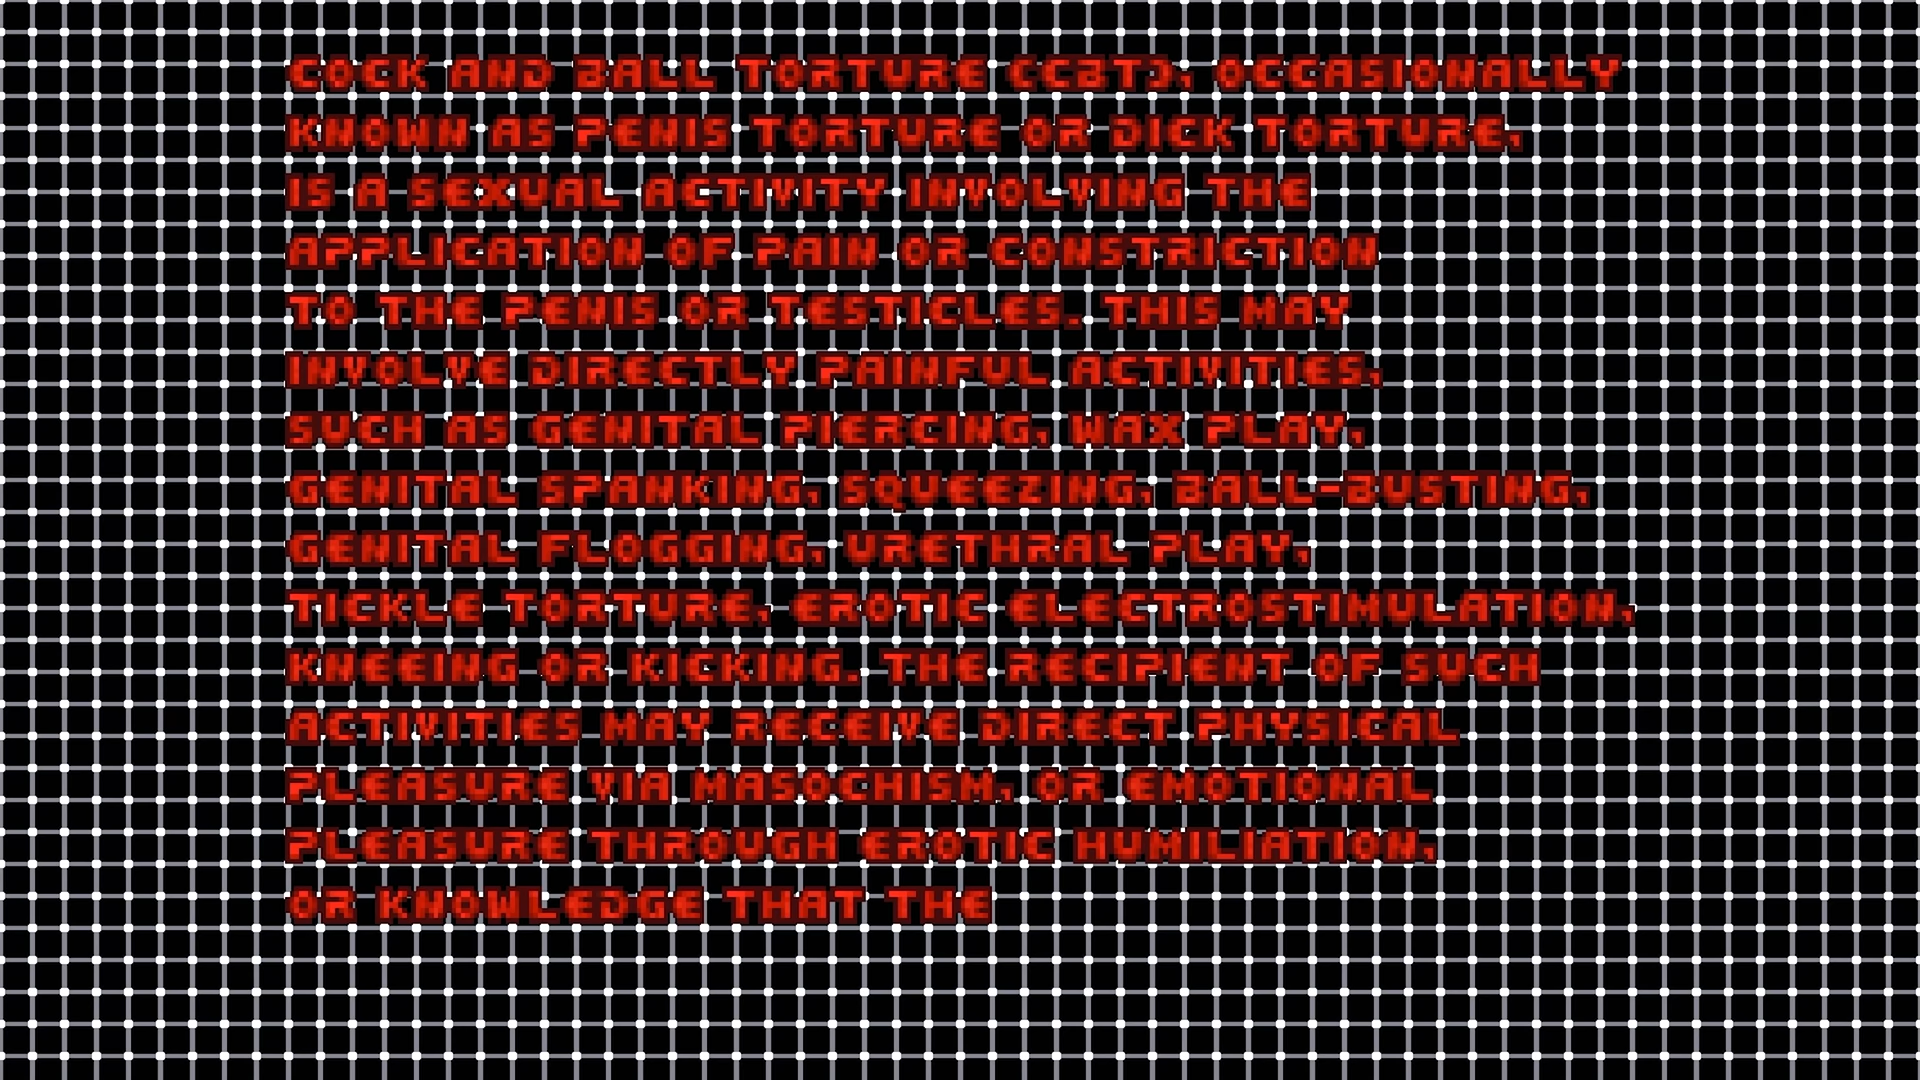 COCK AND BALL TORTURE (CBT), OCCASIONALLY
KNOWN AS PENIS TORTURE OR DICK TORTURE,
IS A SEXUAL ACTIVITY INVOLVING THE
APPLICATION OF PAIN OR CONSTRICTION
TO THE PENIS OR TESTICLES. THIS MAY
INVOLVE DIRECTLY PAINFUL ACTIVITIES,
SUCH AS GENITAL PIERCING, WAX PLAY,
GENITAL SPANKING, SQUEEZING, BALL-BUSTING,
GENITAL FLOGGING, URETHRAL PLAY,
TICKLE TORTURE, EROTIC ELECTROSTIMULATION,
KNEEING OR KICKING. THE RECIPIENT OF SUCH
ACTIVITIES MAY RECEIVE DIRECT PHYSICAL
PLEASURE VIA MASOCHISM, OR EMOTIONAL
PLEASURE THROUGH EROTIC HUMILIATION,
OR KNOWLEDGE THAT THE